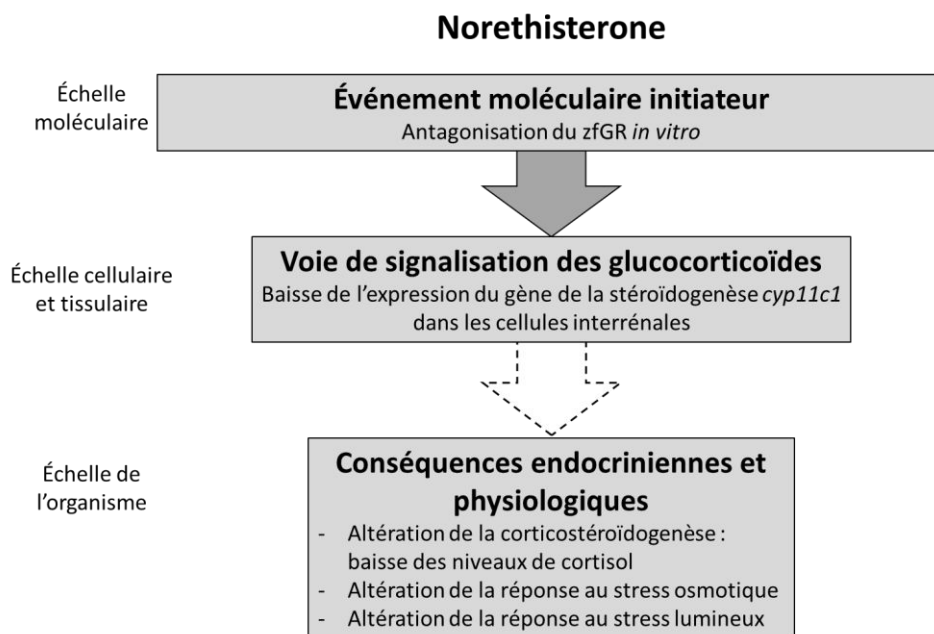 Norethisterone
Échelle
moléculaire
Événement moléculaire initiateur
Antagonisation du zfGR in vitro
Échelle cellulaire
et tissulaire
Voie de signalisation des glucocorticoïdes
Baisse de l'expression du gène de la stéroïdogenèse cyp11c1
dans les cellules interrénales
Échelle de
l'organisme
Conséquences endocriniennes et
physiologiques
- Altération de la corticostéroïdogenèse :
baisse des niveaux de cortisol
- Altération de la réponse au stress osmotique
- Altération de la réponse au stress lumineux